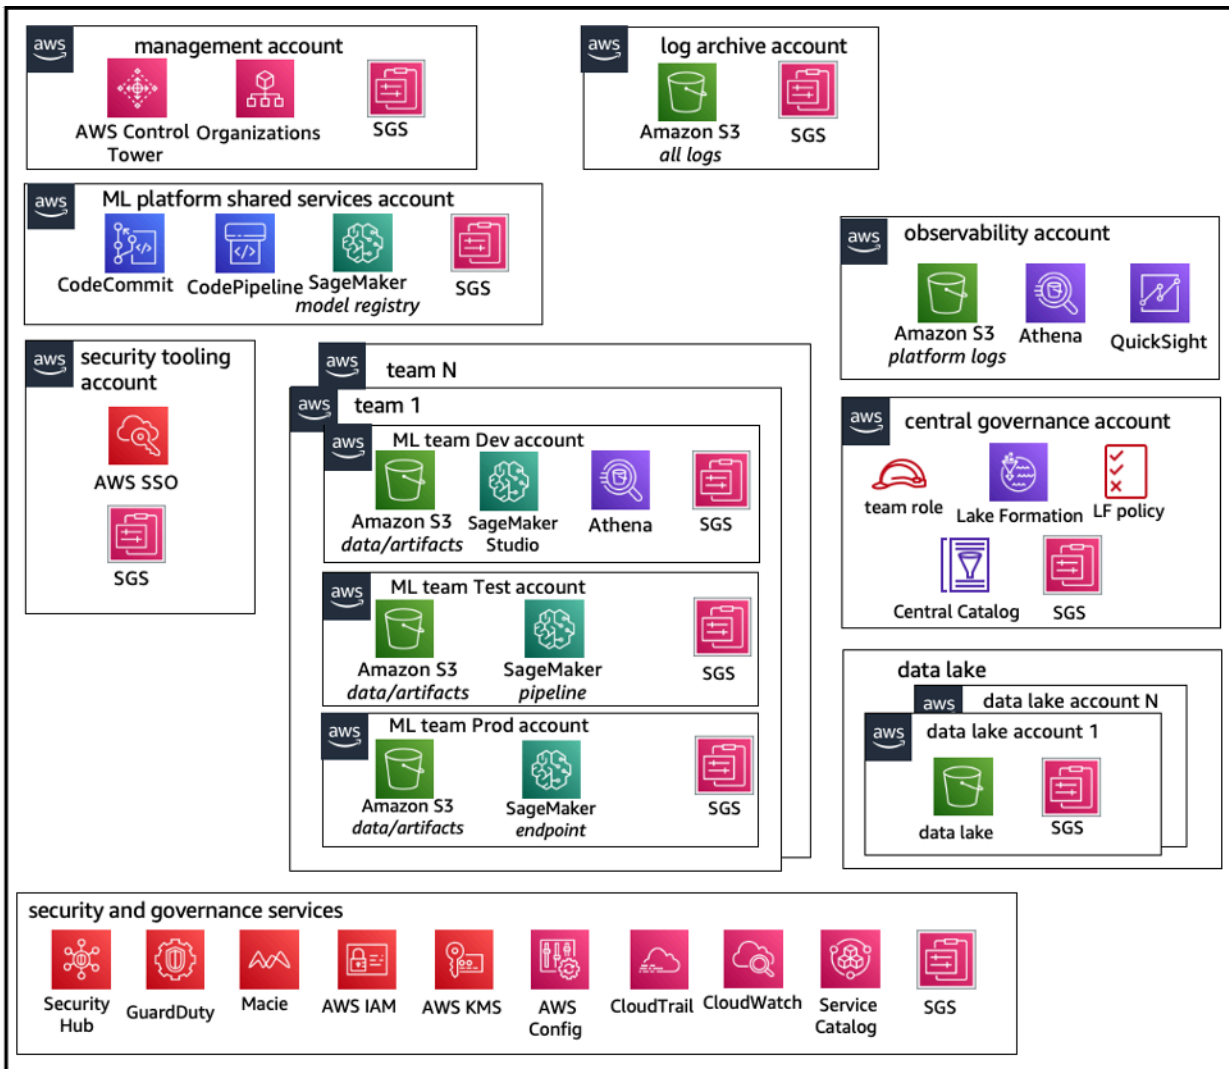 aws
management account
AWS Control
Tower
Organizations
SGS
aws
log archive account
Amazon S3
all logs
SGS
aws
ML platform shared services account
CodeCommit
CodePipeline
SageMaker
model registry
SGS
aws
observability account
Amazon S3
platform logs
Athena
QuickSight
aws
security tooling
account
AWS SSO
SGS
aws
team N
aws
team 1
aws
ML team Dev account
Amazon S3
data/artifacts
SageMaker
Studio
Athena
SGS
aws
ML team Test account
Amazon S3
data/artifacts
SageMaker
pipeline
SGS
aws
ML team Prod account
Amazon S3
data/artifacts
SageMaker
endpoint
SGS
aws
central governance account
team role
Lake Formation
LF policy
Central Catalog
SGS
data lake
aws
data lake account N
aws
data lake account 1
data lake
SGS
security and governance services
Security
Hub
GuardDuty
Macie
AWS IAM
AWS KMS
AWS
Config
CloudTrail
CloudWatch
Service
Catalog
SGS